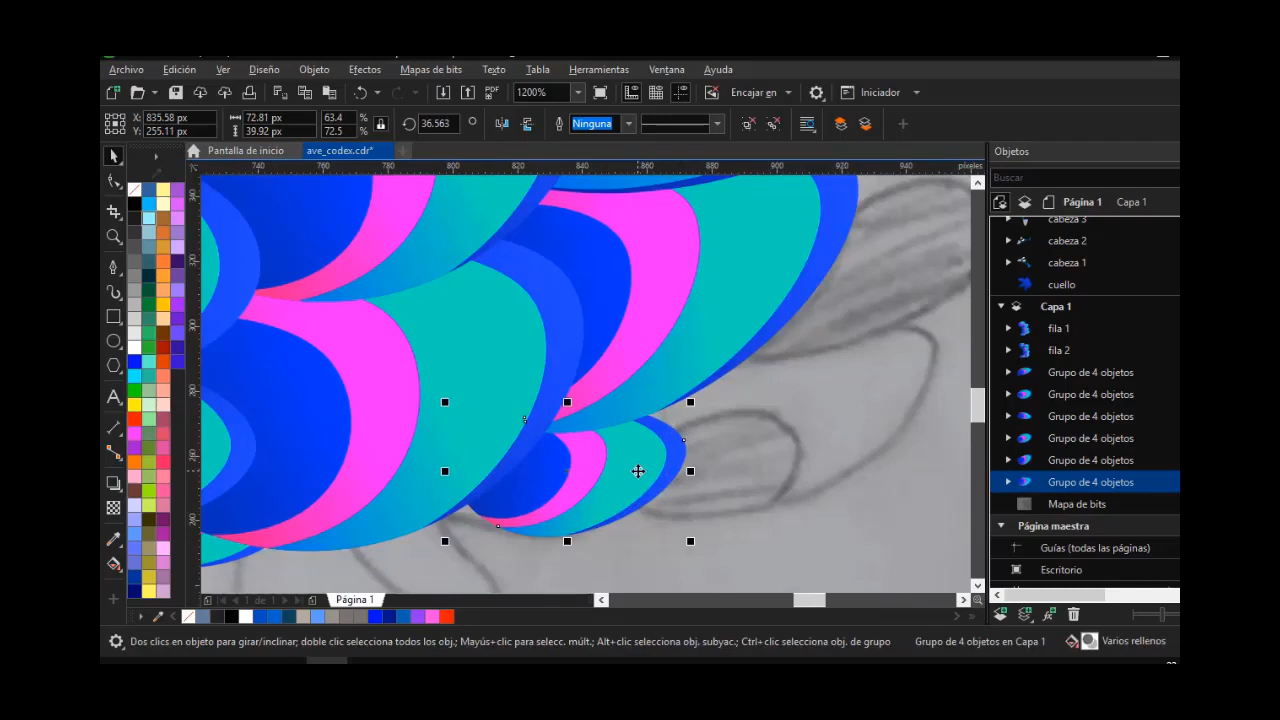 Archivo Edición Ver Diseño Objeto Efectos Mapas de bits Texto Tabla Herramientas Ventana Ayuda
PDF 1200% Encajar en Iniciador
X: 835.58 px 72.81 px 63.4 % 36.563 ° Ninguna
Y: 255.11 px 39.92 px 72.5 %
Pantalla de inicio ave_codex.cdr*
740 760 780 800 820 840 860 880 900 920 940 píxeles
Objetos
Buscar
Página 1 Capa 1
cabeza 3
cabeza 2
cabeza 1
cuello
Capa 1
fila 1
fila 2
Grupo de 4 objetos
Grupo de 4 objetos
Grupo de 4 objetos
Grupo de 4 objetos
Grupo de 4 objetos
Grupo de 4 objetos
Mapa de bits
Página maestra
Guías (todas las páginas)
Escritorio
340
320
300
280
260
240
1 de 1 Página 1
Dos clics en objeto para girar/inclinar; doble clic selecciona todos los obj.; Mayús+clic para selecc. múlt.; Alt+clic selecciona obj. subyac.; Ctrl+clic selecciona obj. de grupo Grupo de 4 objetos en Capa 1 Varios rellenos